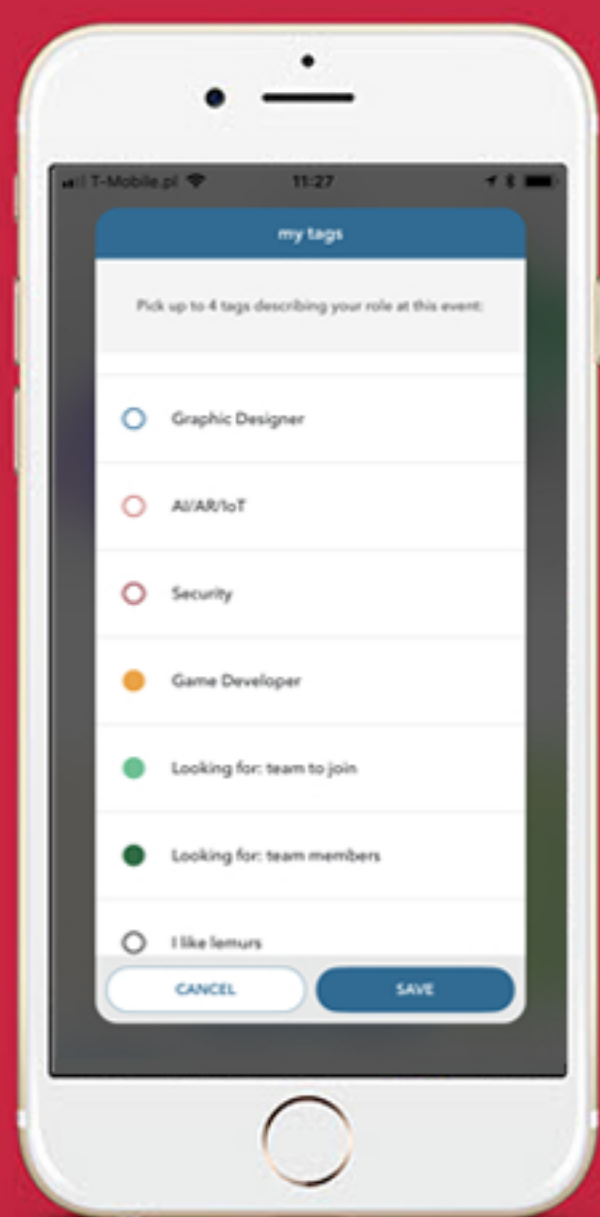 T-Mobile.pl 11:27
my tags
Pick up to 4 tags describing your role at this event:
Graphic Designer
AI/AR/IoT
Security
Game Developer
Looking for: team to join
Looking for: team members
I like lemurs
CANCEL SAVE